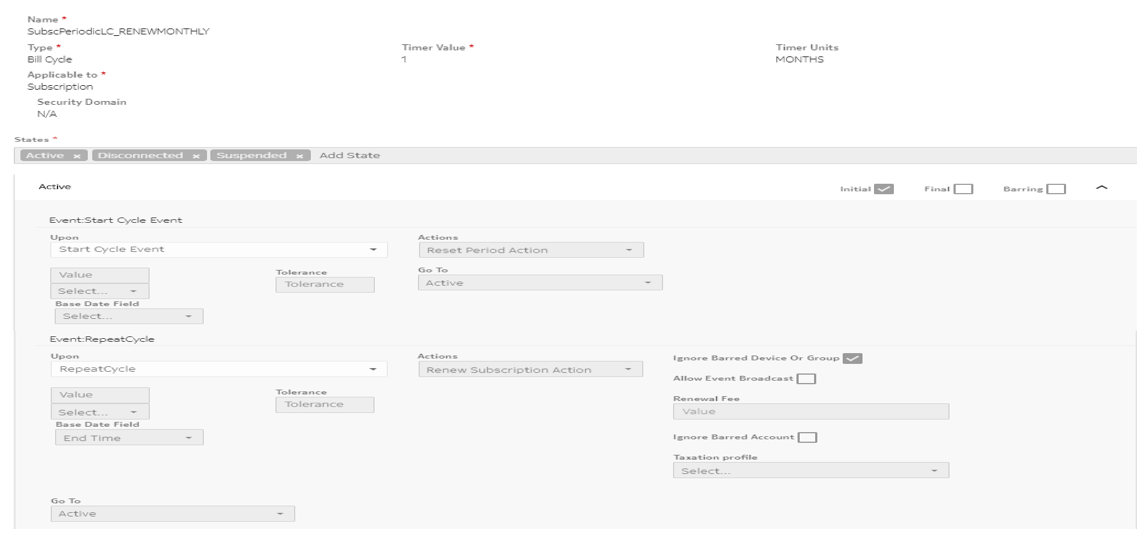 Name *
SubscPeriodicLC_RENEWMONTHLY
Type * Timer Value * Timer Units
Bill Cycle 1 MONTHS
Applicable to *
Subscription
Security Domain
N/A
States *
Active x Disconnected x Suspended x Add State
Active Initial Final Barring
Event:Start Cycle Event
Upon Actions
Start Cycle Event Reset Period Action
Value Tolerance Go To
Select... Tolerance Active
Base Date Field
Select...
Event:RepeatCycle
Upon Actions Ignore Barred Device Or Group
RepeatCycle Renew Subscription Action
Allow Event Broadcast
Value Tolerance Renewal Fee
Select... Tolerance Value
Base Date Field
End Time Ignore Barred Account
Taxation profile
Select...
Go To
Active